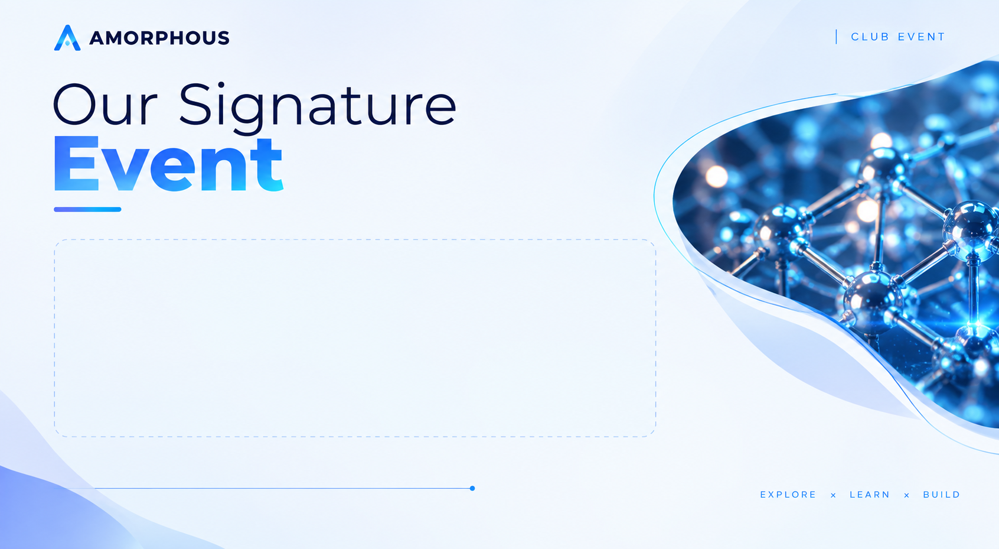 AMORPHOUS
CLUB EVENT
Our Signature
Event
EXPLORE x LEARN x BUILD